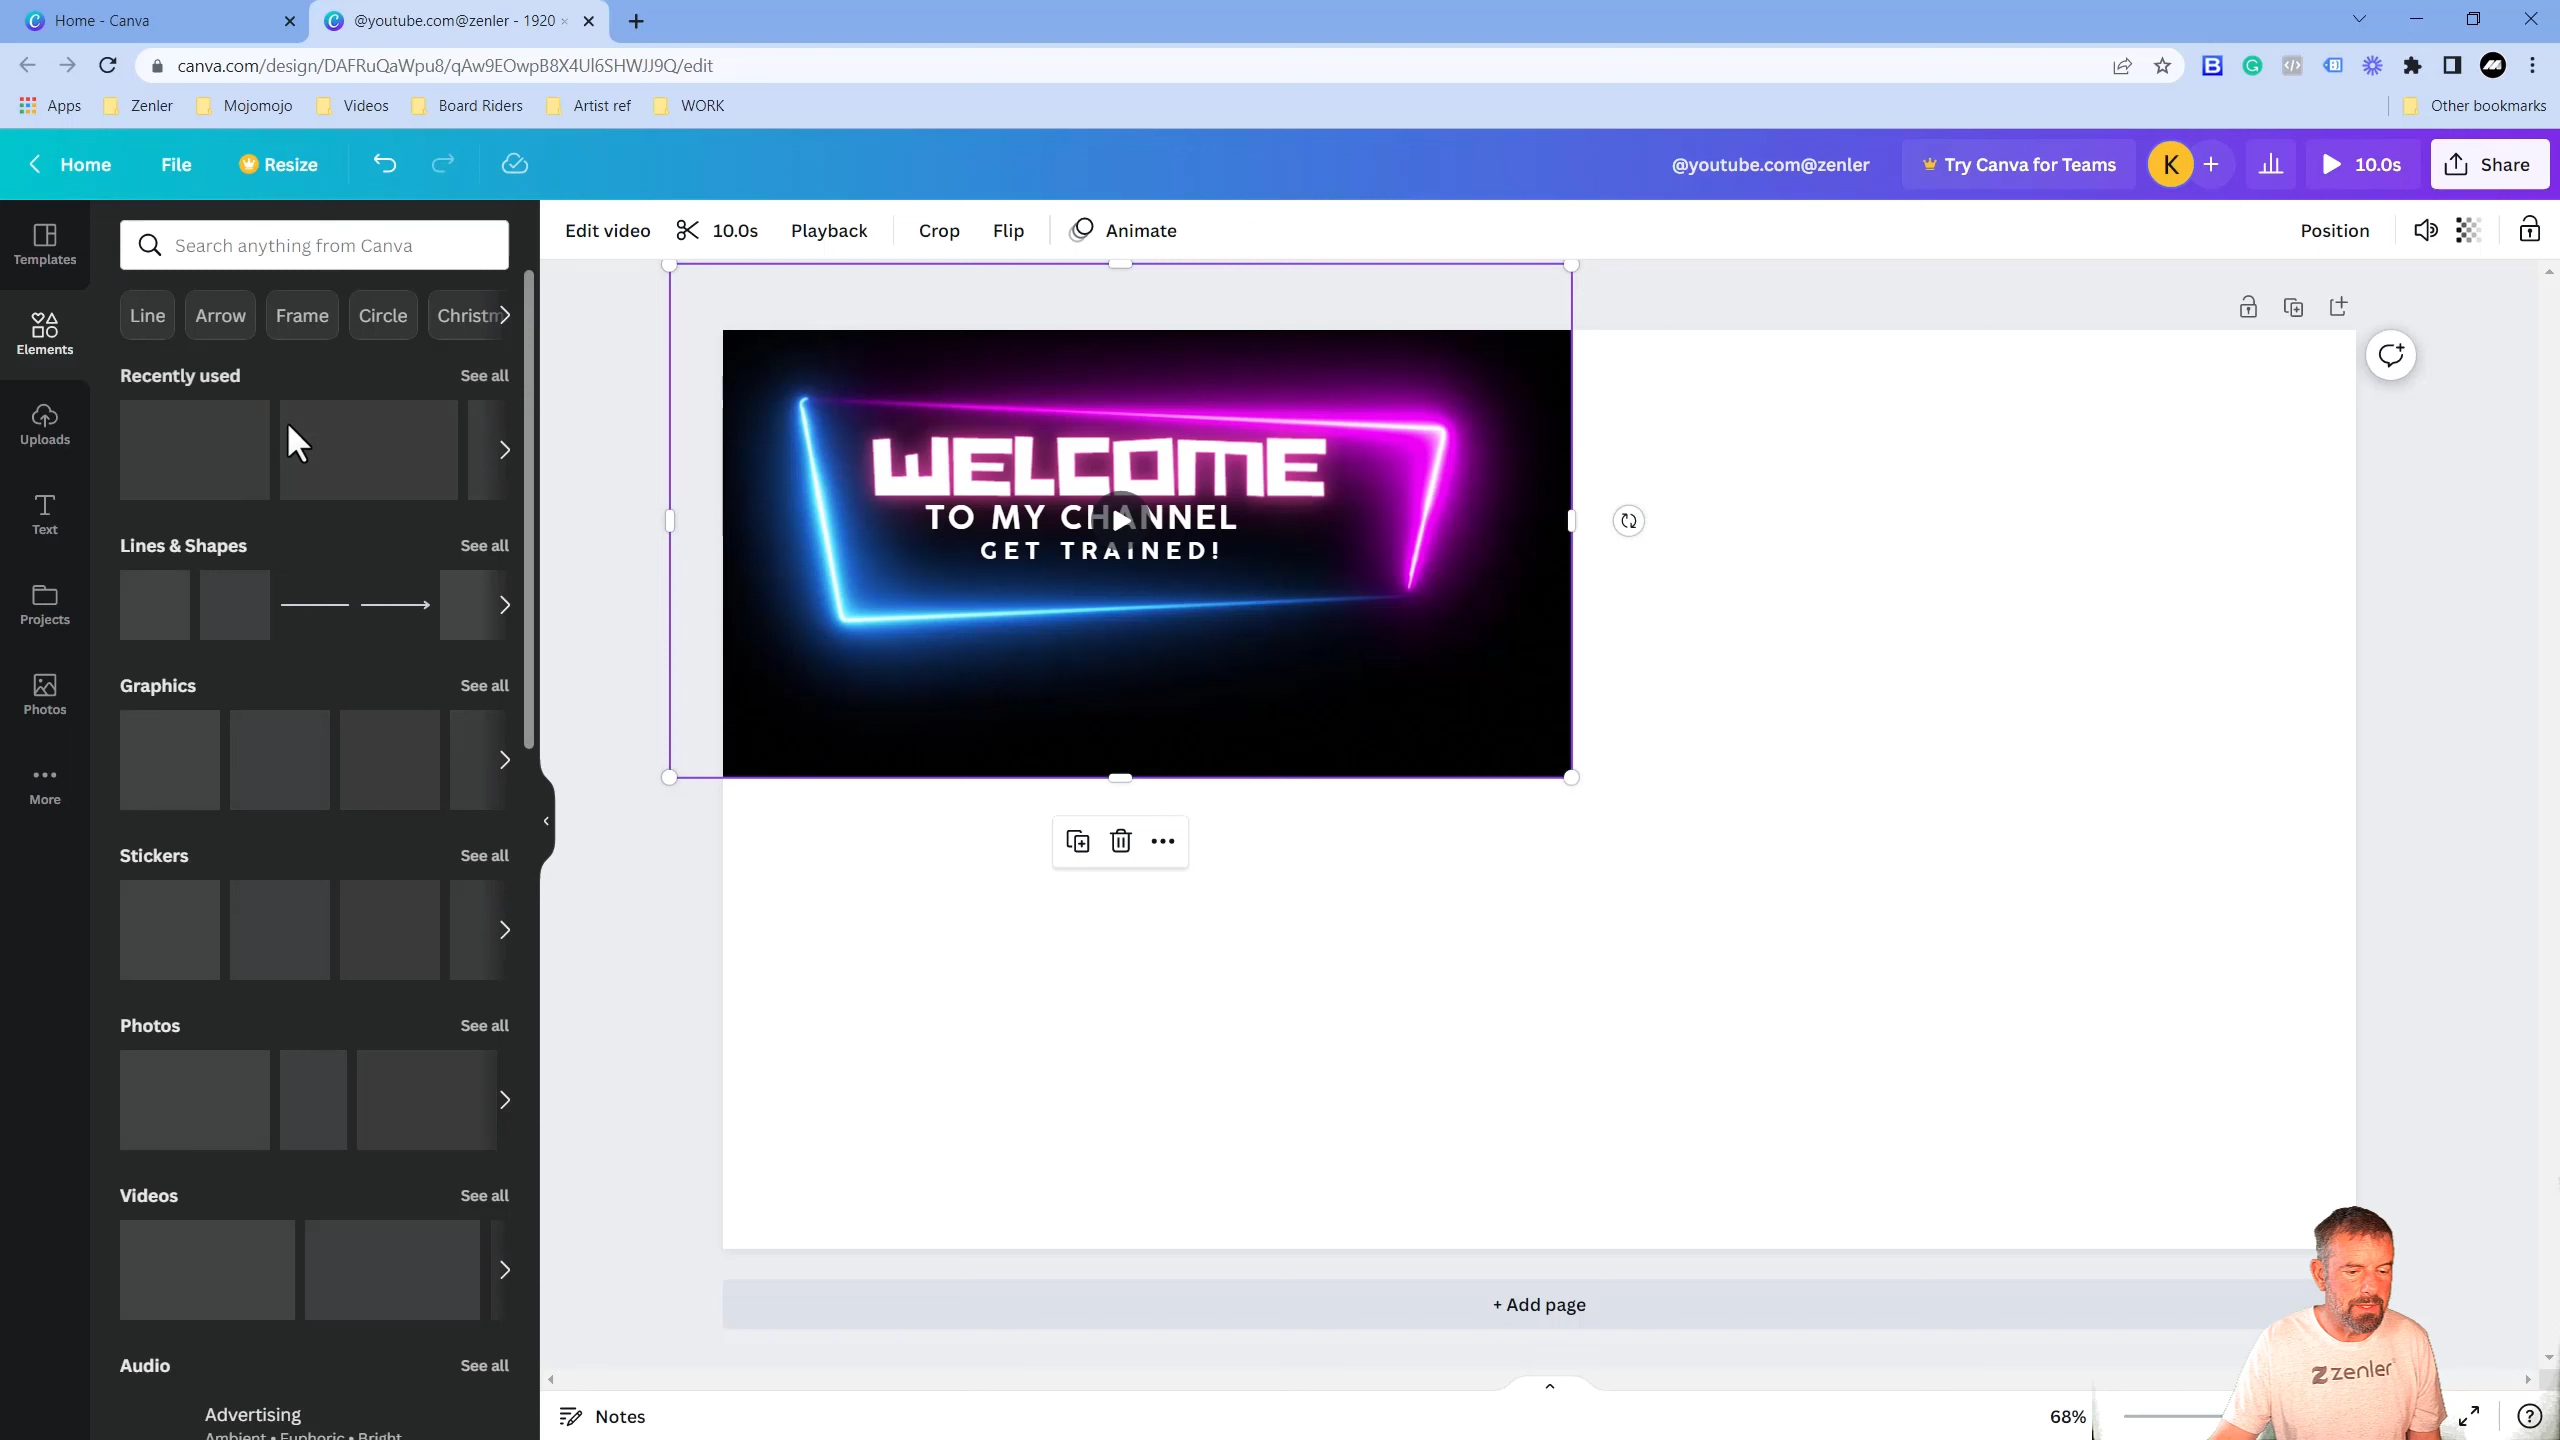 Home - Canva
@youtube.com@zenler - 1920
canva.com/design/DAFRuQaWpu8/qAw9EOwpB8X4Ul6SHWJJ9Q/edit
Apps
Zenler
Mojomojo
Videos
Board Riders
Artist ref
WORK
Other bookmarks
Home
File
Resize
@youtube.com@zenler
Try Canva for Teams
K
10.0s
Share
Templates
Elements
Uploads
Text
Projects
Photos
More
Search anything from Canva
Line
Arrow
Frame
Circle
Recently used
See all
Lines & Shapes
See all
Graphics
See all
Stickers
See all
Photos
See all
Videos
See all
Audio
See all
Advertising
Ambient • Euphoric • Bright
Edit video
10.0s
Playback
Crop
Flip
Animate
Position
WELCOME
TO MY CHANNEL
GET TRAINED!
+ Add page
Notes
68%
zenler